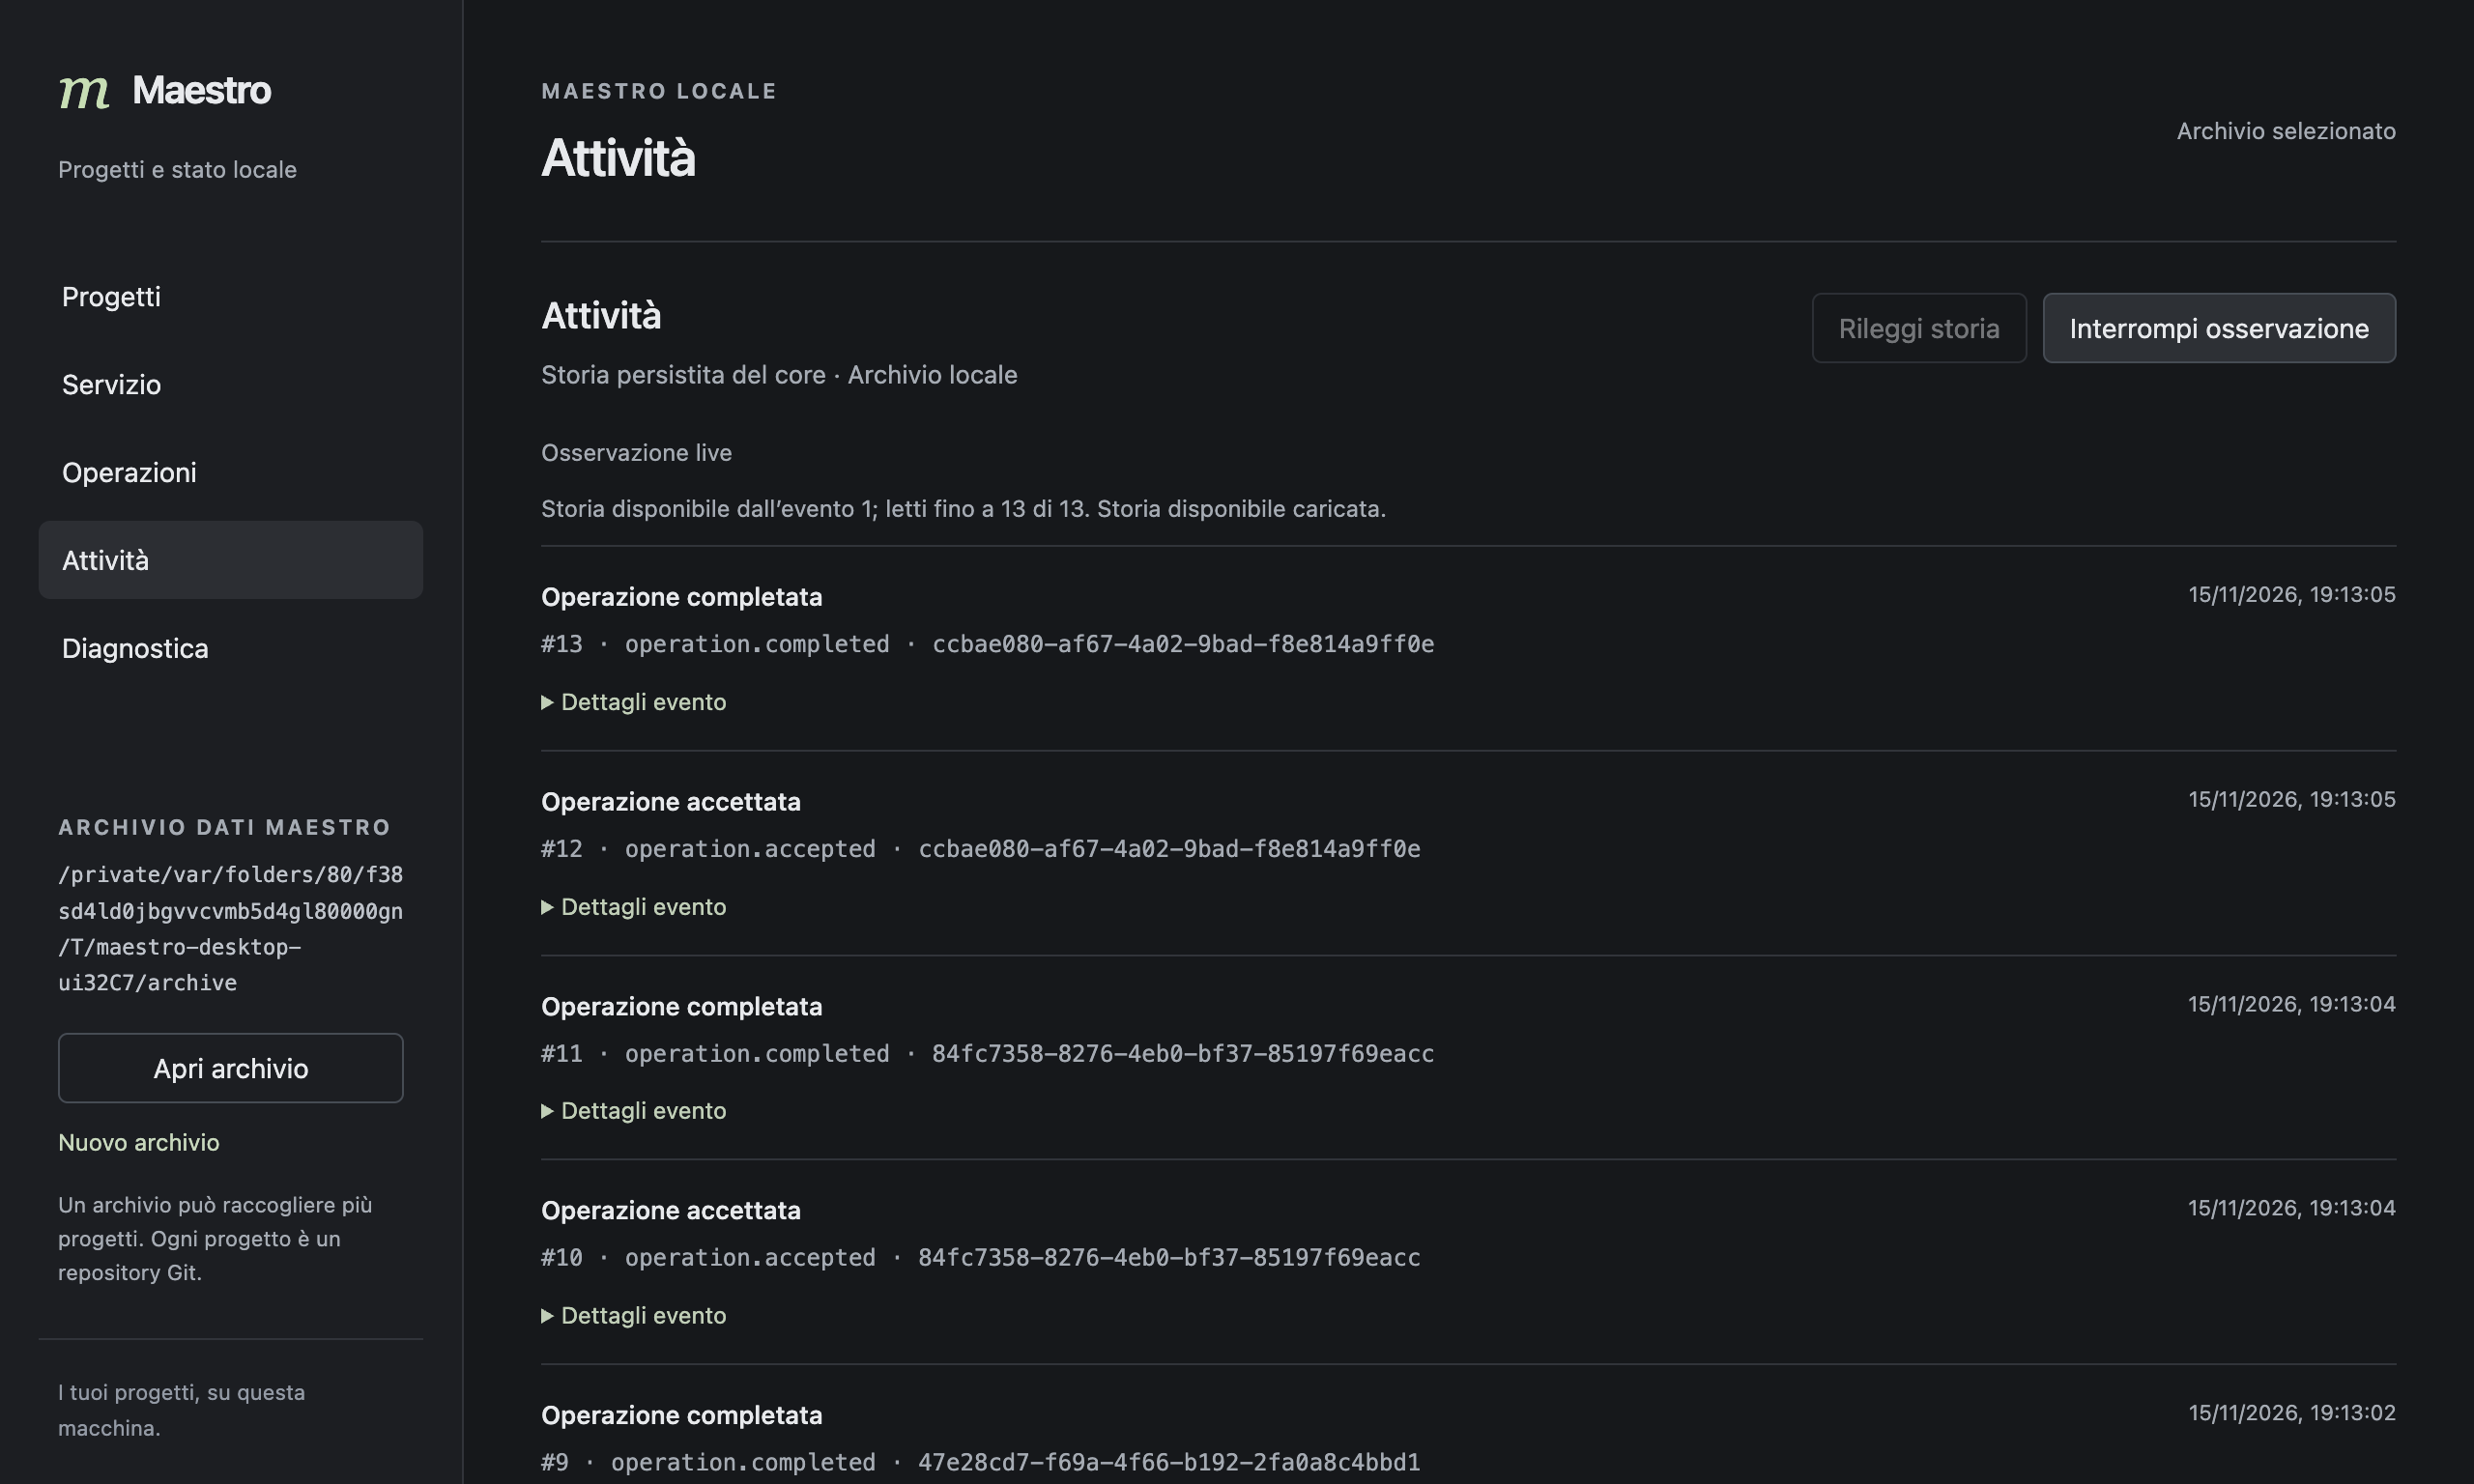 m Maestro
Progetti e stato locale
Progetti
Servizio
Operazioni
Attività
Diagnostica
ARCHIVIO DATI MAESTRO
/private/var/folders/80/f38
sd4ld0jbgvvcvmb5d4gl80000gn
/T/maestro-desktop-
ui32C7/archive
Apri archivio
Nuovo archivio
Un archivio può raccogliere più
progetti. Ogni progetto è un
repository Git.
I tuoi progetti, su questa
macchina.
MAESTRO LOCALE
Attività
Archivio selezionato
Attività
Rileggi storia
Interrompi osservazione
Storia persistita del core · Archivio locale
Osservazione live
Storia disponibile dall’evento 1; letti fino a 13 di 13. Storia disponibile caricata.
Operazione completata
15/11/2026, 19:13:05
#13 · operation.completed · ccbae080-af67-4a02-9bad-f8e814a9ff0e
▶ Dettagli evento
Operazione accettata
15/11/2026, 19:13:05
#12 · operation.accepted · ccbae080-af67-4a02-9bad-f8e814a9ff0e
▶ Dettagli evento
Operazione completata
15/11/2026, 19:13:04
#11 · operation.completed · 84fc7358-8276-4eb0-bf37-85197f69eacc
▶ Dettagli evento
Operazione accettata
15/11/2026, 19:13:04
#10 · operation.accepted · 84fc7358-8276-4eb0-bf37-85197f69eacc
▶ Dettagli evento
Operazione completata
15/11/2026, 19:13:02
#9 · operation.completed · 47e28cd7-f69a-4f66-b192-2fa0a8c4bbd1